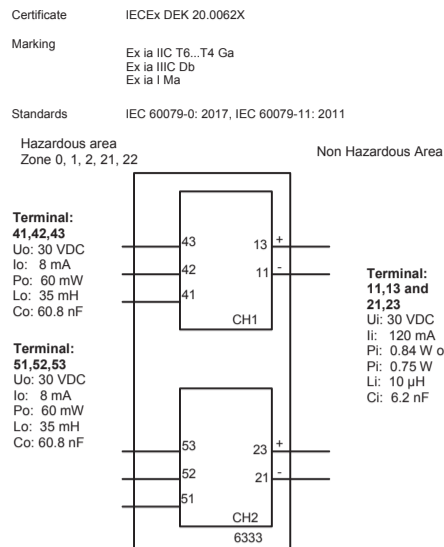 Certificate IECEx DEK 20.0062X
Marking
Ex ia IIC T6...T4 Ga
Ex ia IIIC Db
Ex ia I Ma
Standards IEC 60079-0: 2017, IEC 60079-11: 2011
Hazardous area
Zone 0, 1, 2, 21, 22
Non Hazardous Area
Terminal:
41,42,43
Uo: 30 VDC
Io: 8 mA
Po: 60 mW
Lo: 35 mH
Co: 60.8 nF
43
42
41
13 +
11 -
CH1
Terminal:
11,13 and
21,23
Ui: 30 VDC
Ii: 120 mA
Pi: 0.84 W o
Pi: 0.75 W
Li: 10 µH
Ci: 6.2 nF
Terminal:
51,52,53
Uo: 30 VDC
Io: 8 mA
Po: 60 mW
Lo: 35 mH
Co: 60.8 nF
53
52
51
23 +
21 -
CH2
6333